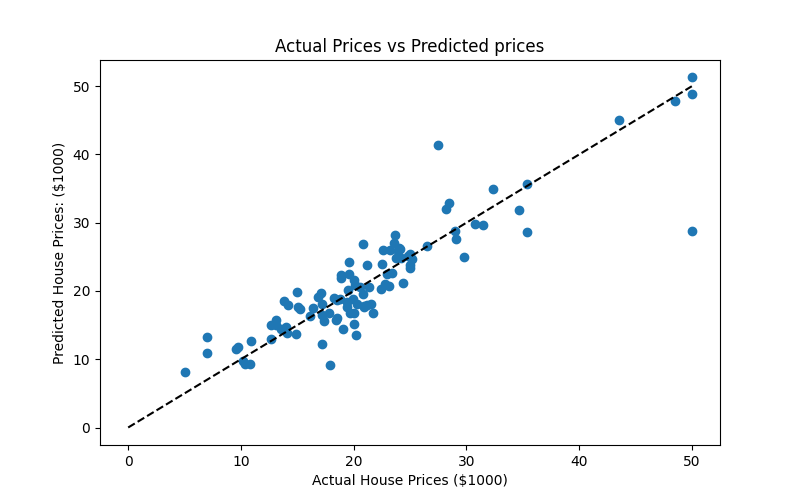 Actual Prices vs Predicted prices
Predicted House Prices: ($1000)
50
40
30
20
10
0
0 10 20 30 40 50
Actual House Prices ($1000)